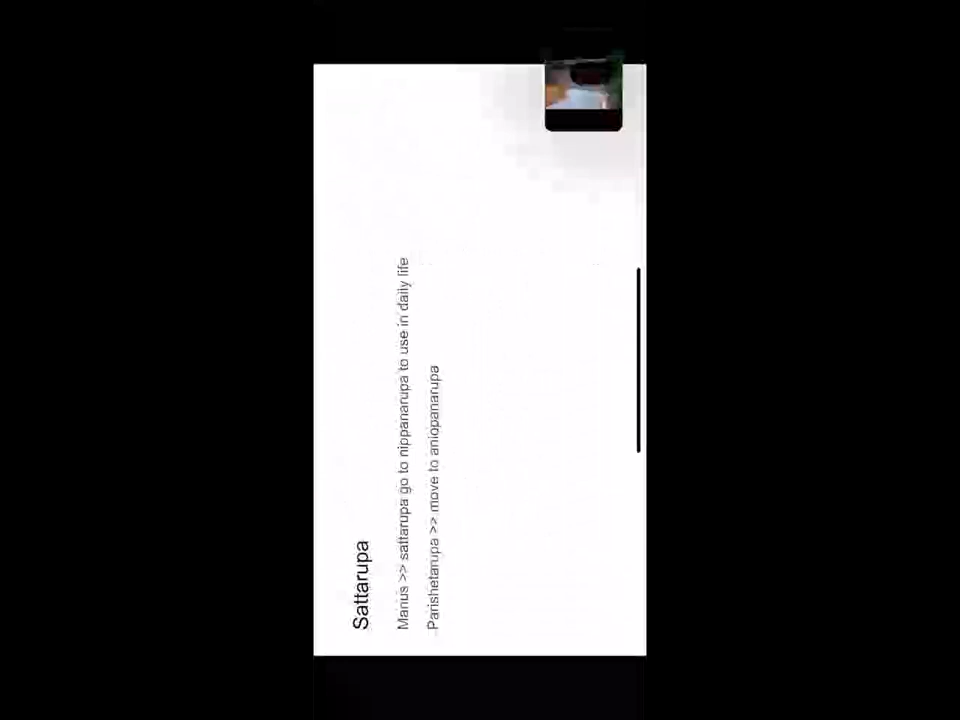 Sattarupa
Manus >> sattarupa go to nippanarupa to use in daily life
-Parishetarupa >> move to aniopanarupa